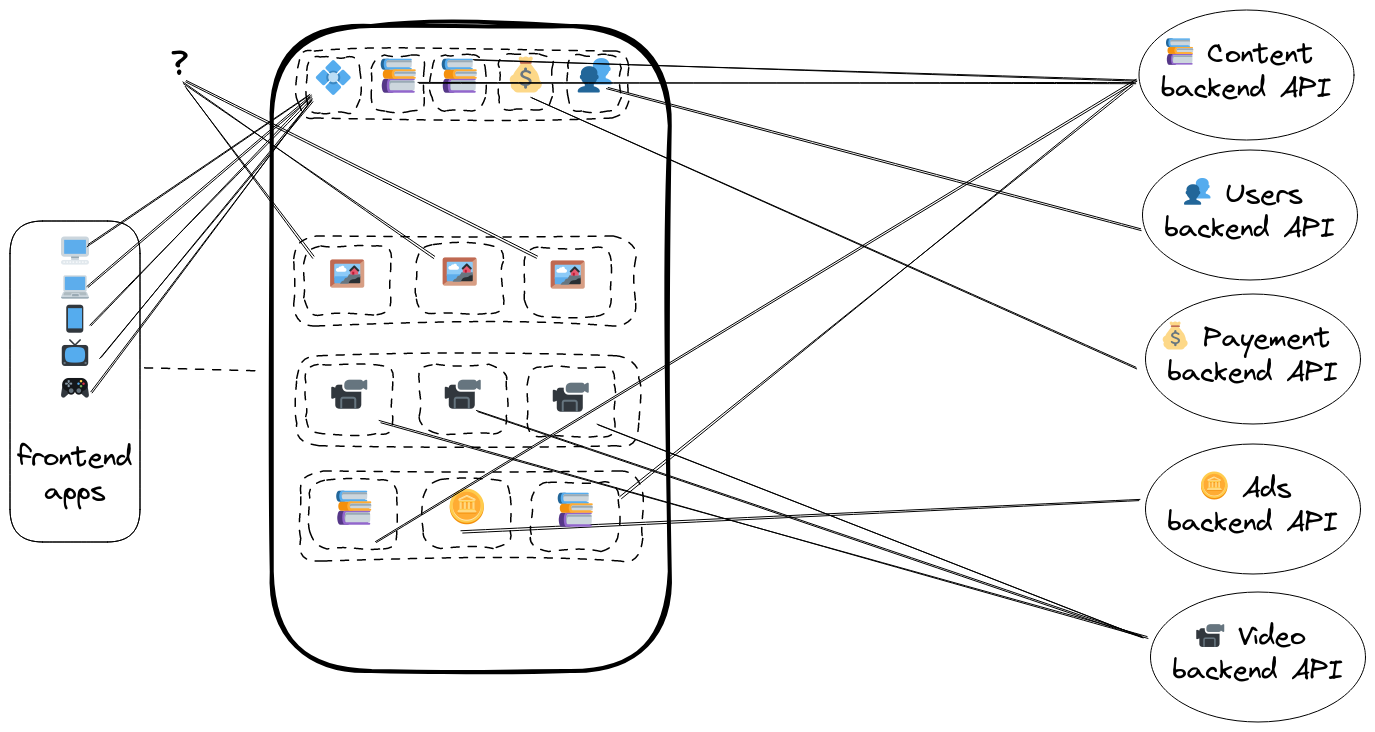 ?
frontend
apps
Content
backend API
Users
backend API
Payement
backend API
Ads
backend API
Video
backend API